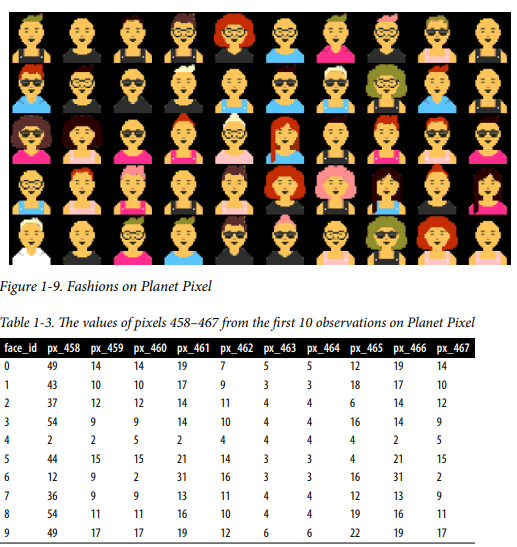 Figure 1-9. Fashions on Planet Pixel
Table 1-3. The values of pixels 458–467 from the first 10 observations on Planet Pixel
face_id px_458 px_459 px_460 px_461 px_462 px_463 px_464 px_465 px_466 px_467
0 49 14 14 19 7 5 5 12 19 14
1 43 10 10 17 9 3 3 18 17 10
2 37 12 12 14 11 4 4 6 14 12
3 54 9 9 14 10 4 4 16 14 9
4 2 2 5 2 4 4 4 4 2 5
5 44 15 15 21 14 3 3 4 21 15
6 12 9 2 31 16 3 3 16 31 2
7 36 9 9 13 11 4 4 12 13 9
8 54 11 11 16 10 4 4 19 16 11
9 49 17 17 19 12 6 6 22 19 17